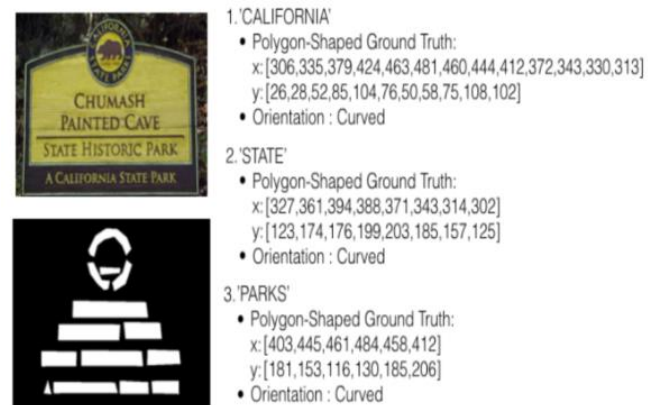 CALIFORNIA
STATE PARKS
CHUMASH
PAINTED CAVE
STATE HISTORIC PARK
A CALIFORNIA STATE PARK
1.'CALIFORNIA'
• Polygon-Shaped Ground Truth:
x:[306,335,379,424,463,481,460,444,412,372,343,330,313]
y:[26,28,52,85,104,76,50,58,75,108,102]
• Orientation : Curved
2.'STATE'
• Polygon-Shaped Ground Truth:
x:[327,361,394,388,371,343,314,302]
y:[123,174,176,199,203,185,157,125]
• Orientation : Curved
3.'PARKS'
• Polygon-Shaped Ground Truth:
x:[403,445,461,484,458,412]
y:[181,153,116,130,185,206]
• Orientation : Curved